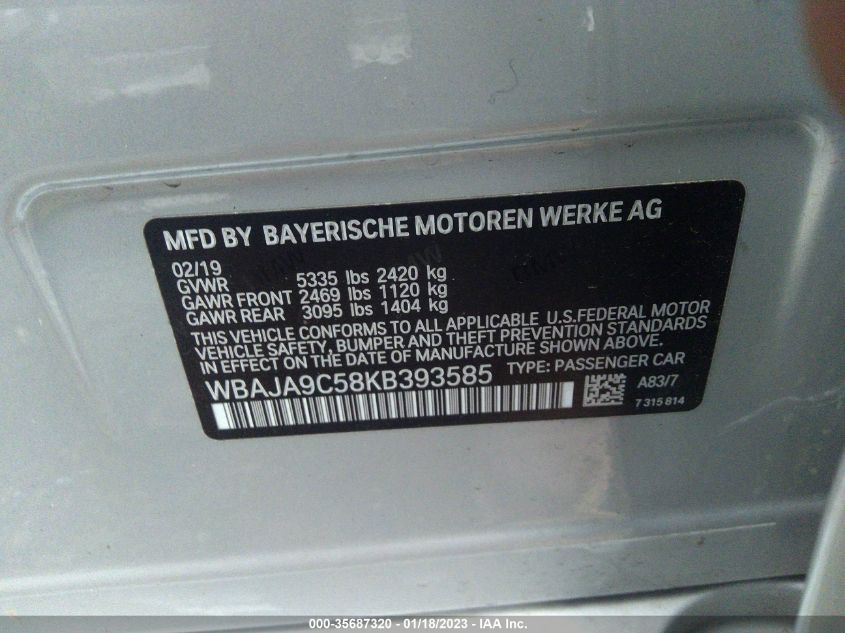 MFD BY BAYERISCHE MOTOREN WERKE AG
02/19
GVWR 5335 lbs 2420 kg
GAWR FRONT 2469 lbs 1120 kg
GAWR REAR 3095 lbs 1404 kg
THIS VEHICLE CONFORMS TO ALL APPLICABLE U.S.FEDERAL MOTOR
VEHICLE SAFETY, BUMPER AND THEFT PREVENTION STANDARDS
IN EFFECT ON THE DATE OF MANUFACTURE SHOWN ABOVE.
WBAJA9C58KB393585 TYPE: PASSENGER CAR
A83/7
7 315 814
000-35687320 - 01/18/2023 - IAA Inc.